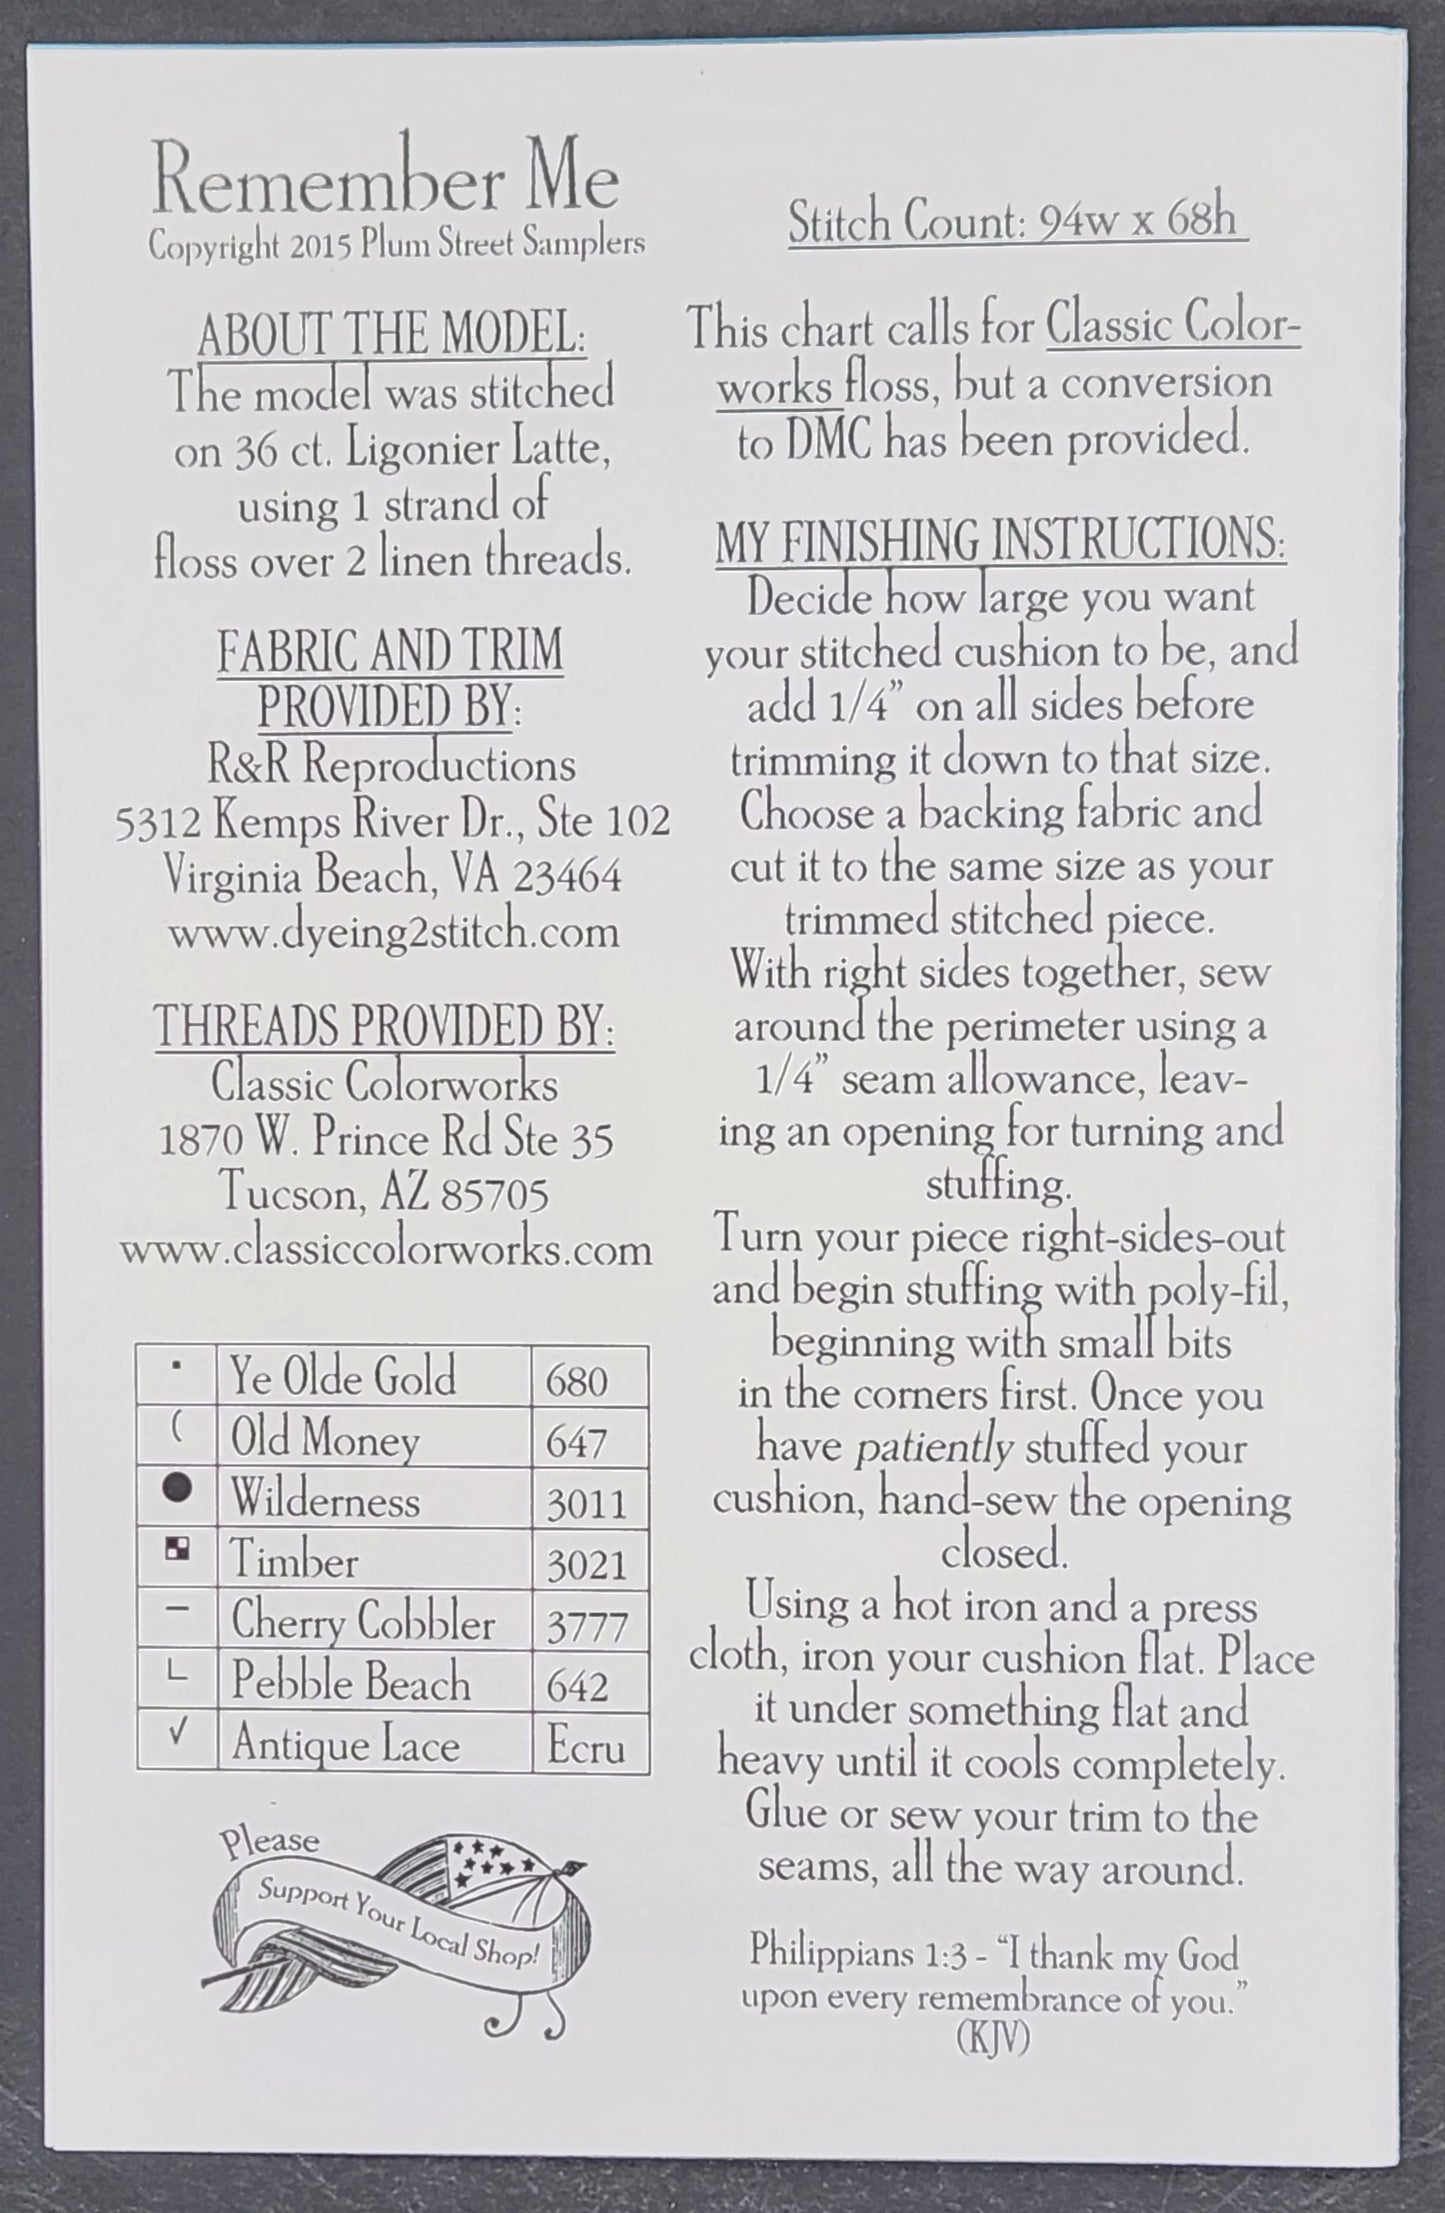 Remember Me
Copyright 2015 Plum Street Samplers
ABOUT THE MODEL:
The model was stitched
on 36 ct. Ligonier Latte,
using 1 strand of
floss over 2 linen threads.
FABRIC AND TRIM
PROVIDED BY:
R&R Reproductions
5312 Kemps River Dr., Ste 102
Virginia Beach, VA 23464
www.dyeing2stitch.com
THREADS PROVIDED BY:
Classic Colorworks
1870 W. Prince Rd Ste 35
Tucson, AZ 85705
www.classiccolorworks.com
Ye Olde Gold 680
( Old Money 647
Wilderness 3011
Timber 3021
– Cherry Cobbler 3777
L Pebble Beach 642
√ Antique Lace Ecru
Please
Support Your Local Shop!
Stitch Count: 94w x 68h
This chart calls for Classic Color-
works floss, but a conversion
to DMC has been provided.
MY FINISHING INSTRUCTIONS:
Decide how large you want
your stitched cushion to be, and
add 1/4” on all sides before
trimming it down to that size.
Choose a backing fabric and
cut it to the same size as your
trimmed stitched piece.
With right sides together, sew
around the perimeter using a
1/4” seam allowance, leav-
ing an opening for turning and
stuffing.
Turn your piece right-sides-out
and begin stuffing with poly-fil,
beginning with small bits
in the corners first. Once you
have patiently stuffed your
cushion, hand-sew the opening
closed.
Using a hot iron and a press
cloth, iron your cushion flat. Place
it under something flat and
heavy until it cools completely.
Glue or sew your trim to the
seams, all the way around.
Philippians 1:3 - “I thank my God
upon every remembrance of you.”
(KJV)